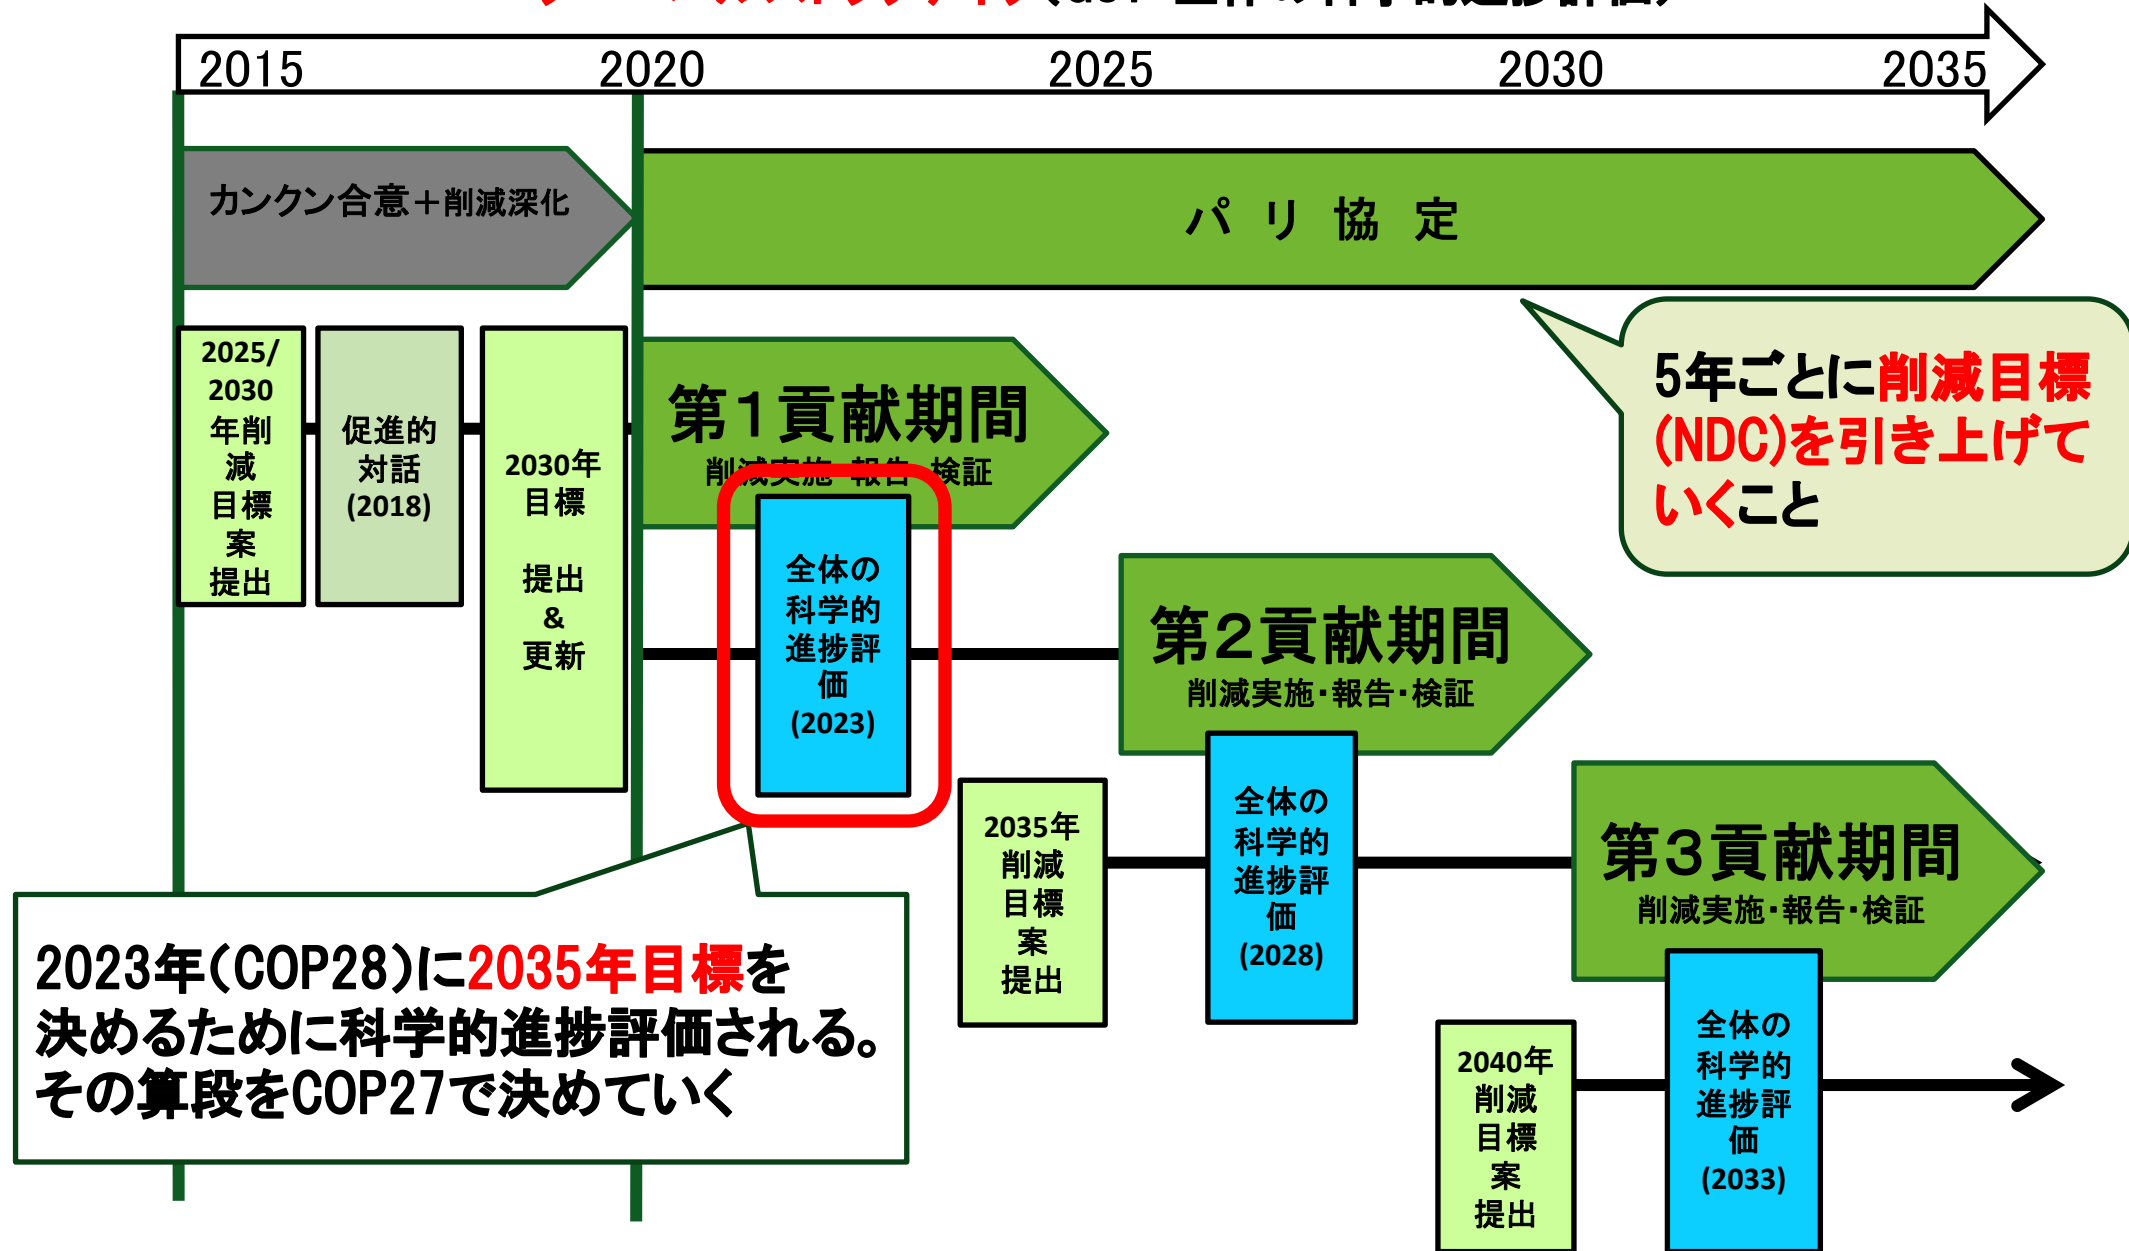 2015 2020 2025 2030 2035
カンクン合意＋削減深化
パリ協定
2025/
2030
年削
減
目標
案
提出
促進的
対話
(2018)
2030年
目標
提出
&
更新
第1貢献期間
削減実施・報告・検証
全体の
科学的
進捗評
価
(2023)
5年ごとに削減目標
(NDC)を引き上げて
いくこと
第2貢献期間
削減実施・報告・検証
2035年
削減
目標
案
提出
全体の
科学的
進捗評
価
(2028)
第3貢献期間
削減実施・報告・検証
2023年(COP28)に2035年目標を
決めるために科学的進捗評価される。
その算段をCOP27で決めていく
2040年
削減
目標
案
提出
全体の
科学的
進捗評
価
(2033)